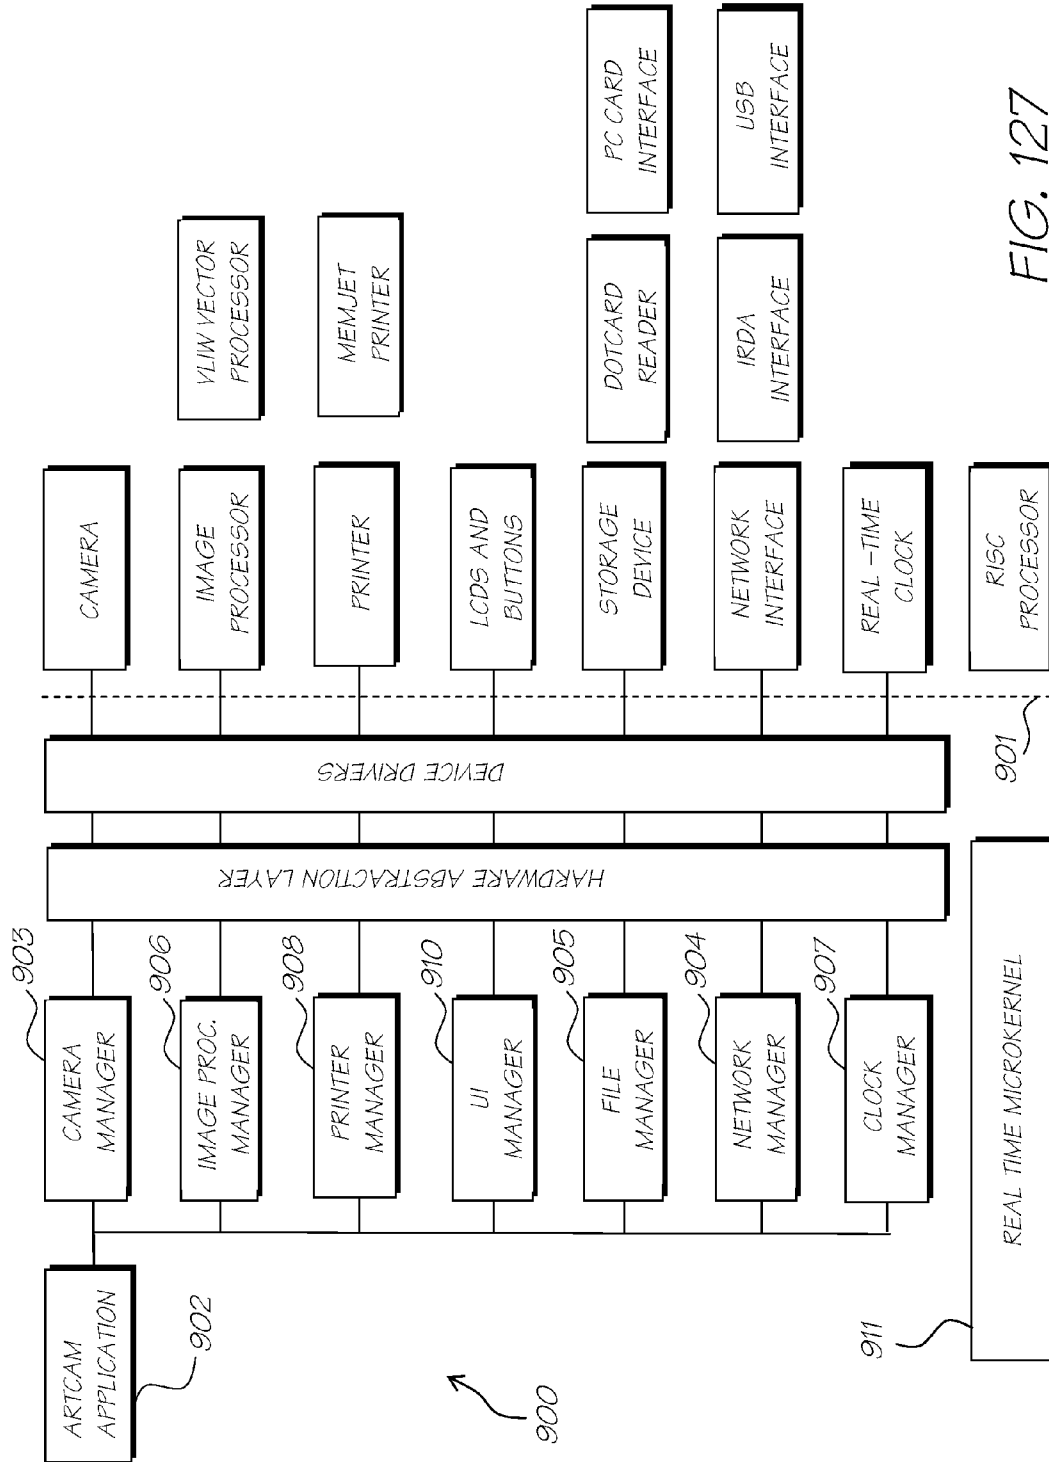 ARTCAM
APPLICATION
902
900
CAMERA
MANAGER
903
IMAGE PROC.
MANAGER
906
PRINTER
MANAGER
908
UI
MANAGER
910
FILE
MANAGER
905
NETWORK
MANAGER
904
CLOCK
MANAGER
907
REAL TIME MICROKERNEL
911
HARDWARE ABSTRACTION LAYER
DEVICE DRIVERS
901
CAMERA
IMAGE
PROCESSOR
VLIW VECTOR
PROCESSOR
PRINTER
MEMJET
PRINTER
LCDS AND
BUTTONS
STORAGE
DEVICE
DOTCARD
READER
PC CARD
INTERFACE
NETWORK
INTERFACE
IRDA
INTERFACE
USB
INTERFACE
REAL-TIME
CLOCK
RISC
PROCESSOR
FIG. 127